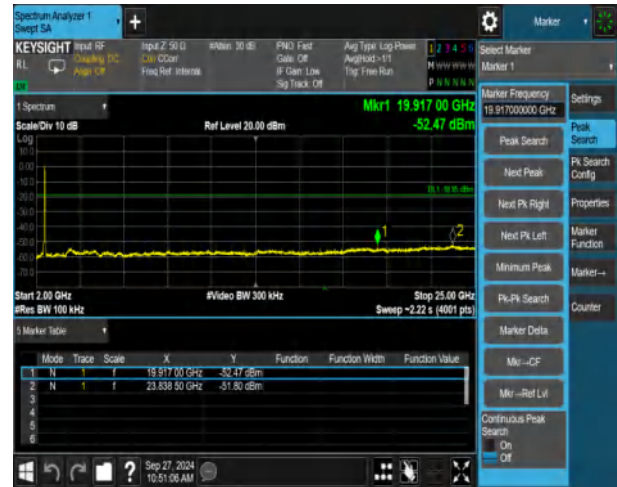 Spectrum Analyzer 1
Swept SA
+
Marker
KEYSIGHT
RL
Input RF
Coupling DC
Align Off
Input Z 50 Ω
CCorr
Freq Ref Internal
#Atten 30 dB
PNO Fast
Gate Off
IF Gain Low
Sig Track Off
Avg Type Log-Power
Avg|Hold>1/1
Trig Free Run
1 2 3 4 5 6
M W W W W W
P N N N N N
Select Marker
Marker 1
1 Spectrum
Mkr1 19.917 00 GHz
Scale/Div 10 dB
Ref Level 20.00 dBm
-52.47 dBm
Log
10.0
0.00
-10.0
-20.0
-30.0
-40.0
-50.0
-60.0
-70.0
1
2
Start 2.00 GHz
#Video BW 300 kHz
Stop 25.00 GHz
#Res BW 100 kHz
Sweep ~2.22 s (4001 pts)
5 Marker Table
Mode Trace Scale X Y Function Function Width Function Value
1 N 1 f 19.917 00 GHz -52.47 dBm
2 N 1 f 23.838 50 GHz -51.80 dBm
3
4
5
6
Marker Frequency
19.917000000 GHz
Peak Search
Next Peak
Next Pk Right
Next Pk Left
Minimum Peak
Pk-Pk Search
Marker Delta
Mkr→CF
Mkr→Ref Lvl
Continuous Peak
Search
On
Off
Settings
Peak
Search
Pk Search
Config
Properties
Marker
Function
Marker→
Counter
?
Sep 27, 2024
10:51:06 AM